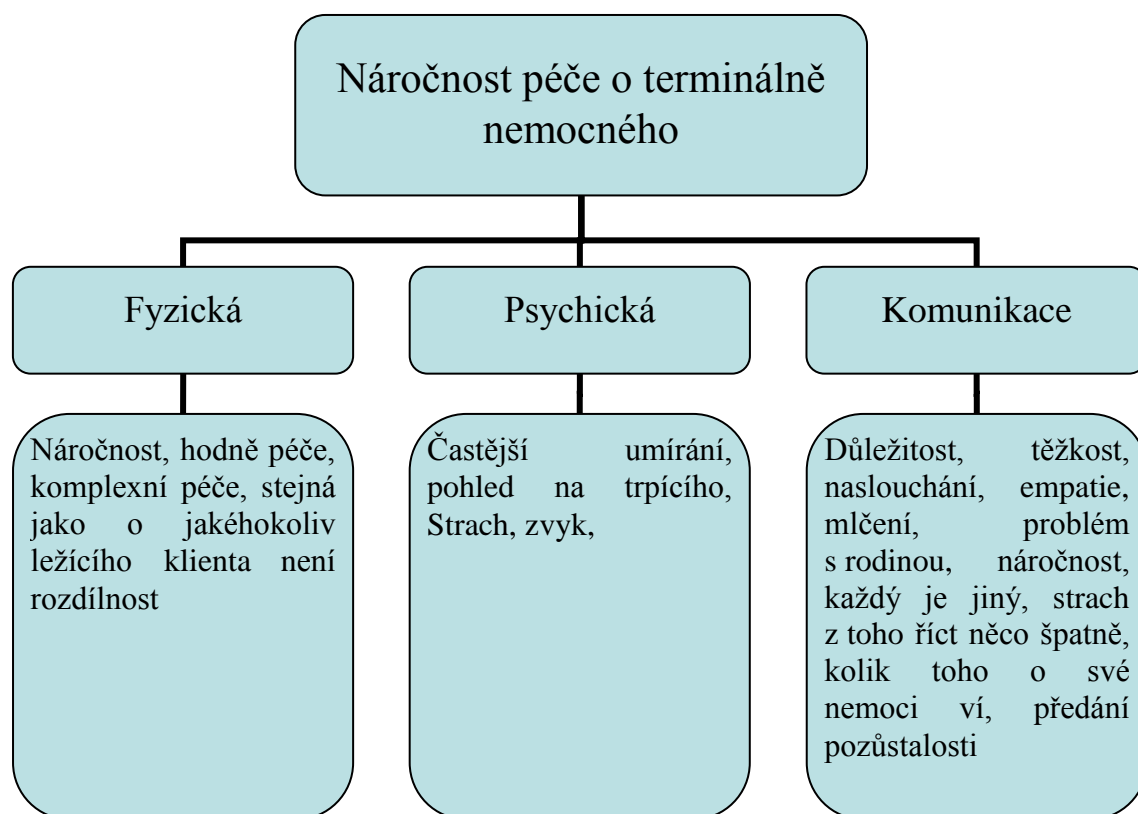 Náročnost péče o terminálně
nemocného
Fyzická
Psychická
Komunikace
Náročnost, hodně péče,
komplexní péče, stejná
jako o jakéhokoliv
ležícího klienta není
rozdílnost
Častější umírání,
pohled na trpícího,
Strach, zvyk,
Důležitost, těžkost,
naslouchání, empatie,
mlčení, problém
s rodinou, náročnost,
každý je jiný, strach
z toho říct něco špatně,
kolik toho o své
nemoci ví, předání
pozůstalosti